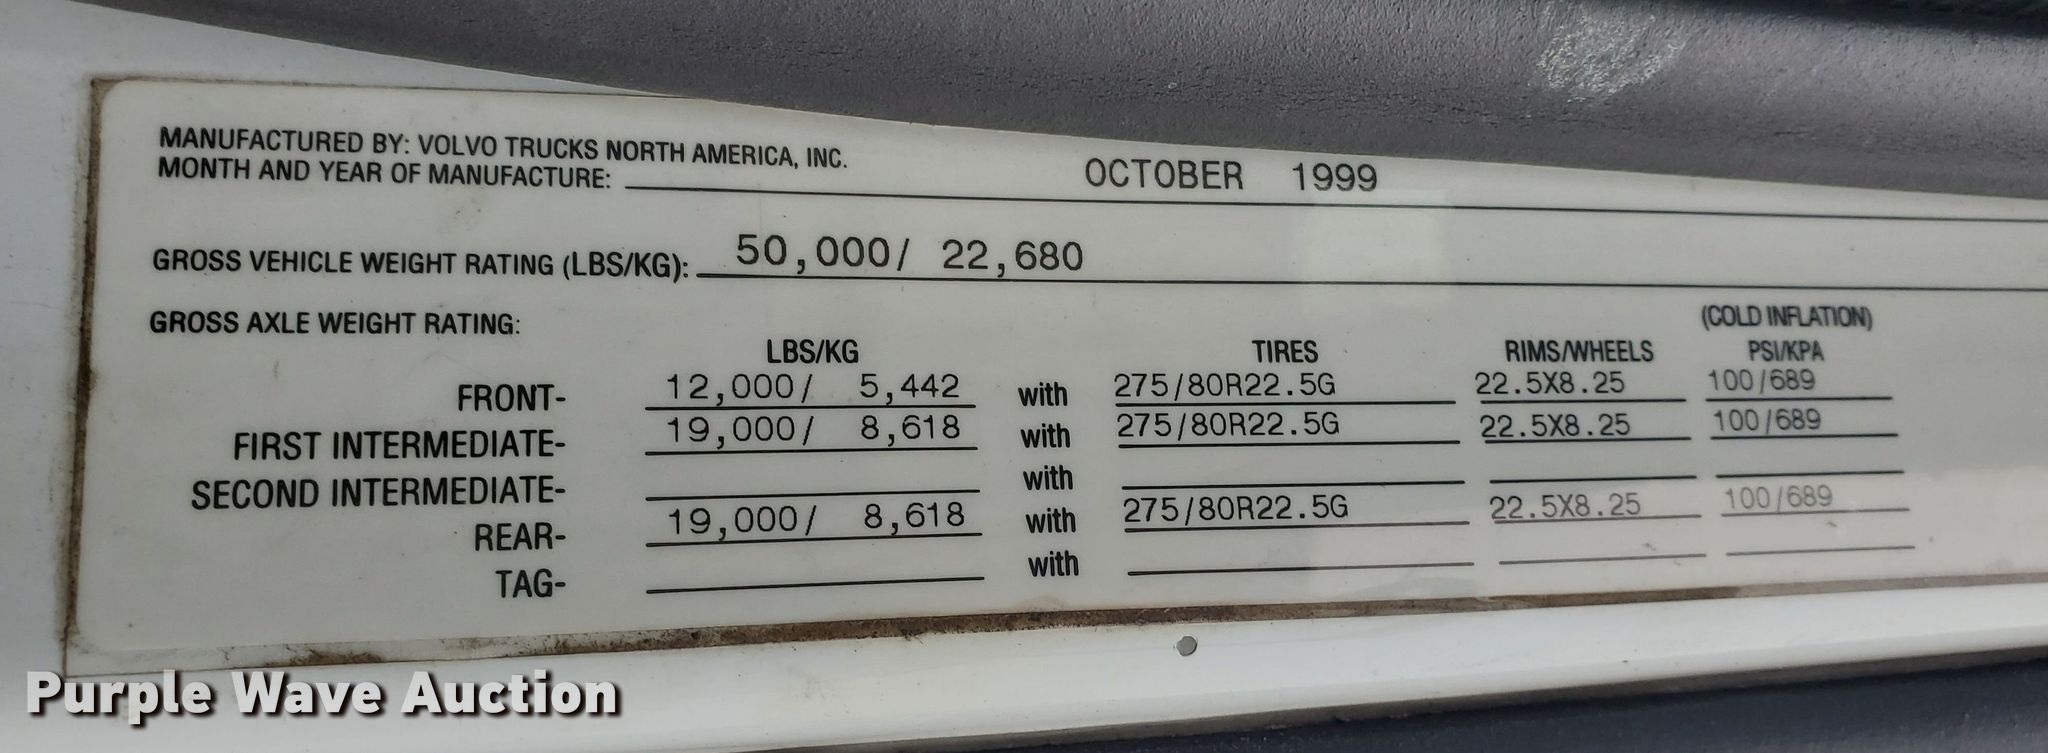 MANUFACTURED BY: VOLVO TRUCKS NORTH AMERICA, INC.
MONTH AND YEAR OF MANUFACTURE: OCTOBER 1999
GROSS VEHICLE WEIGHT RATING (LBS/KG): 50,000/ 22,680
GROSS AXLE WEIGHT RATING:
(COLD INFLATION)
LBS/KG TIRES RIMS/WHEELS PSI/KPA
FRONT- 12,000/ 5,442 with 275/80R22.5G 22.5X8.25 100/689
FIRST INTERMEDIATE- 19,000/ 8,618 with 275/80R22.5G 22.5X8.25 100/689
SECOND INTERMEDIATE- with
REAR- 19,000/ 8,618 with 275/80R22.5G 22.5X8.25 100/689
TAG- with
Purple Wave Auction